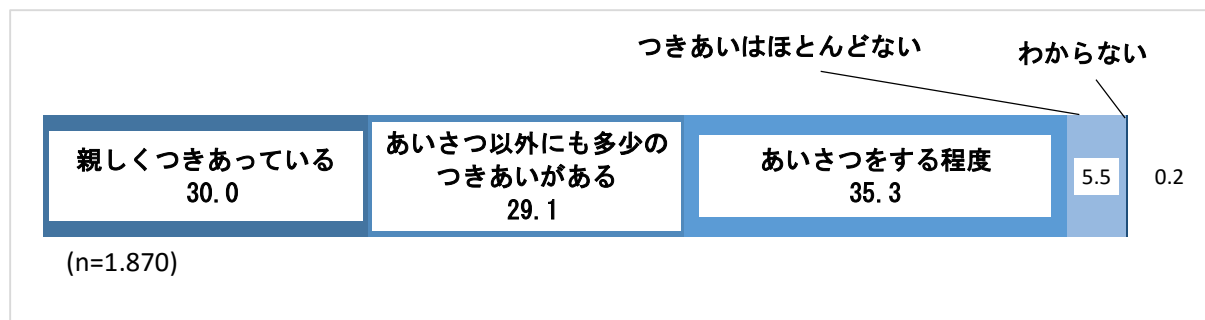 つきあいはほとんどない
わからない
親しくつきあっている
30.0
あいさつ以外にも多少の
つきあいがある
29.1
あいさつをする程度
35.3
5.5
0.2
(n=1.870)